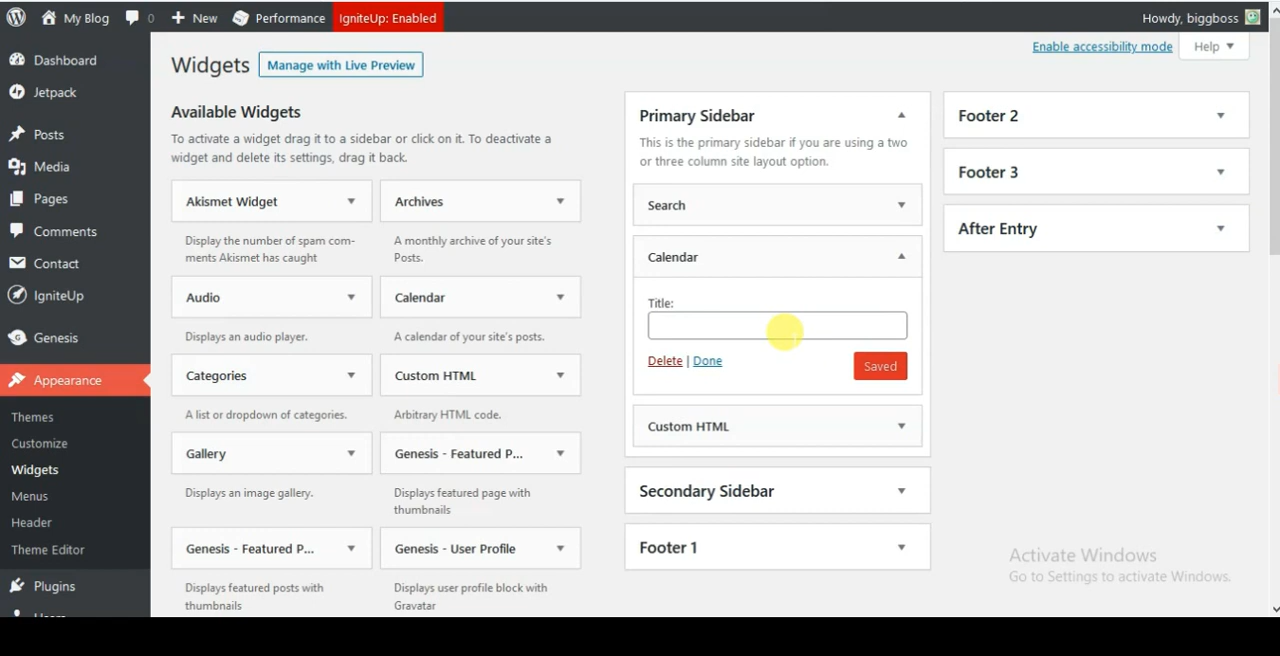 My Blog 0 New Performance IgniteUp: Enabled Howdy, biggboss
Dashboard
Jetpack
Posts
Media
Pages
Comments
Contact
IgniteUp
Genesis
Appearance
Themes
Customize
Widgets
Menus
Header
Theme Editor
Plugins
Enable accessibility mode Help
Widgets Manage with Live Preview
Available Widgets
To activate a widget drag it to a sidebar or click on it. To deactivate a
widget and delete its settings, drag it back.
Akismet Widget
Display the number of spam com-
ments Akismet has caught
Archives
A monthly archive of your site's
Posts.
Audio
Displays an audio player.
Calendar
A calendar of your site's posts.
Categories
A list or dropdown of categories.
Custom HTML
Arbitrary HTML code.
Gallery
Displays an image gallery.
Genesis - Featured P...
Displays featured page with
thumbnails
Genesis - Featured P...
Displays featured posts with
thumbnails
Genesis - User Profile
Displays user profile block with
Gravatar
Primary Sidebar
This is the primary sidebar if you are using a two
or three column site layout option.
Search
Calendar
Title:
Delete | Done Saved
Custom HTML
Secondary Sidebar
Footer 1
Footer 2
Footer 3
After Entry
Activate Windows
Go to Settings to activate Windows.